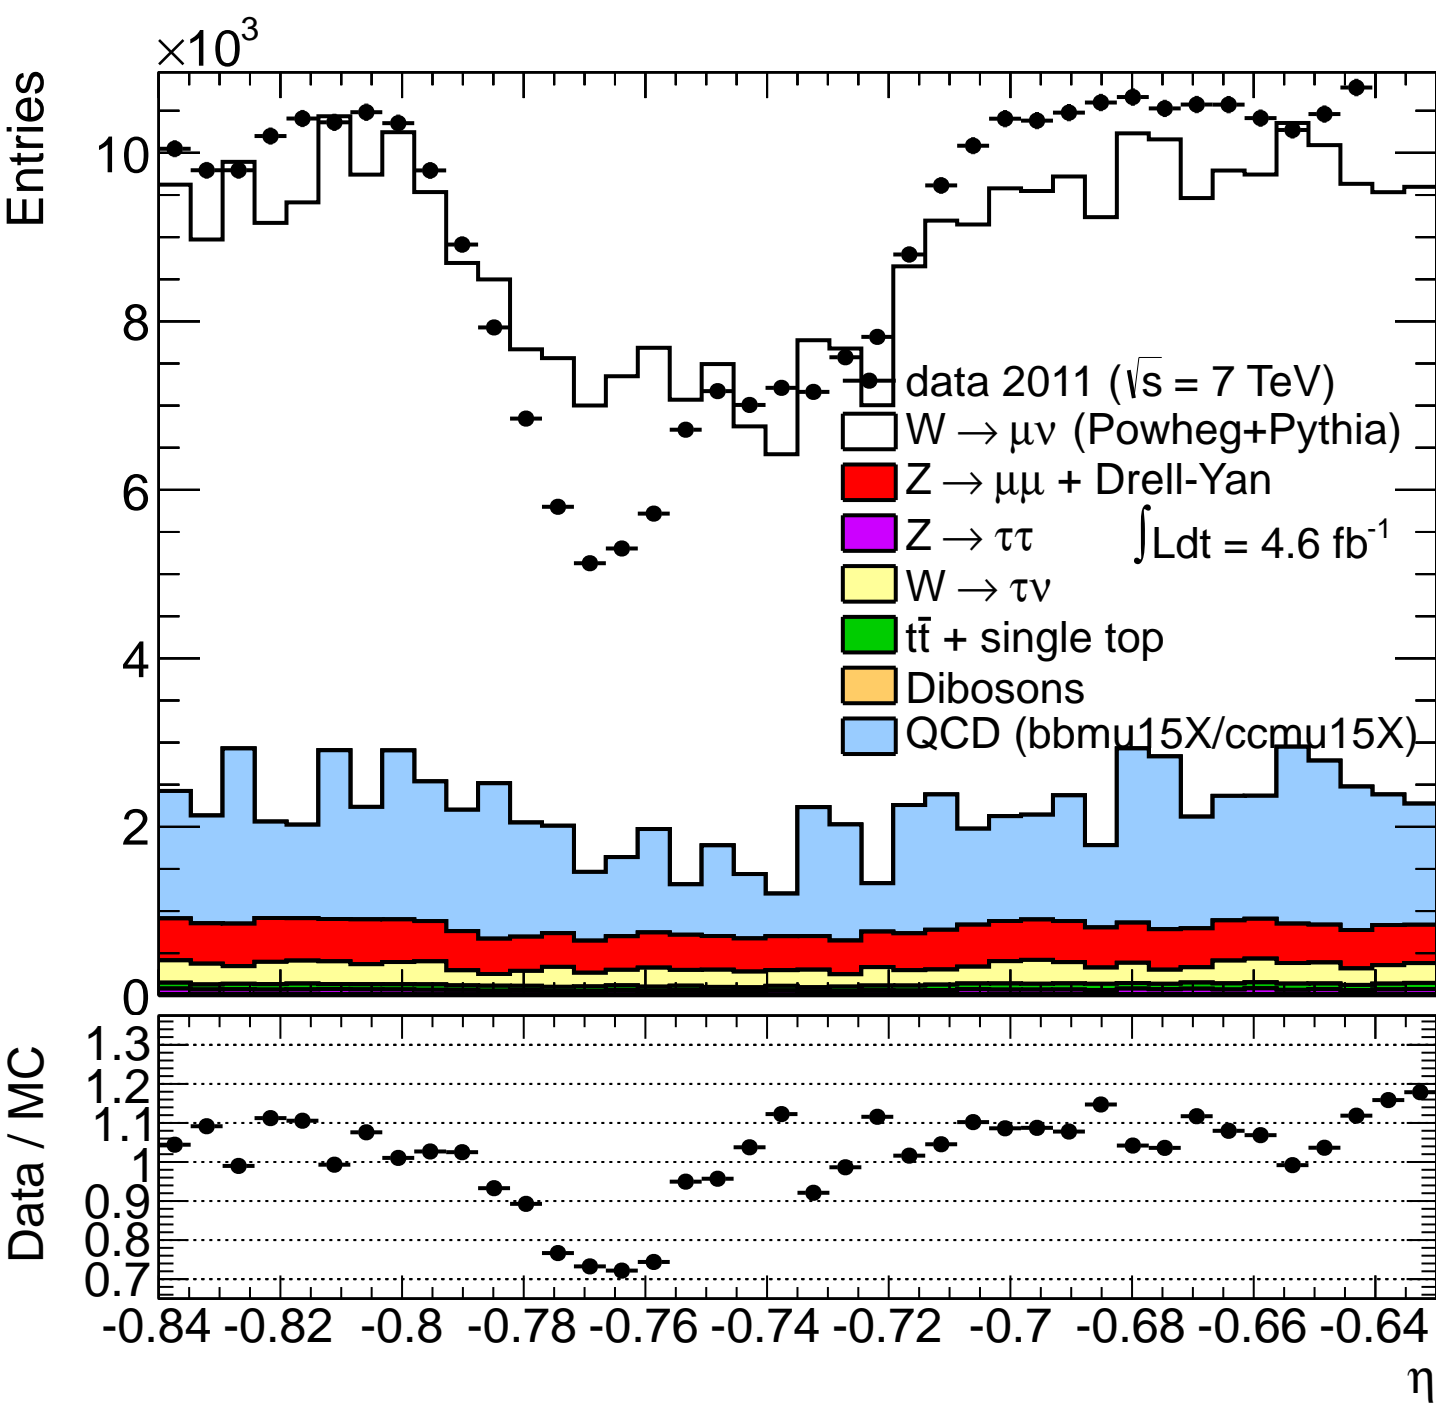 ×10³
Entries
10
8
6
4
2
0
data 2011 (√s = 7 TeV)
W → μν (Powheg+Pythia)
Z → μμ + Drell-Yan
Z → ττ
∫Ldt = 4.6 fb⁻¹
W → τν
tt̄ + single top
Dibosons
QCD (bbmu15X/ccmu15X)
Data / MC
1.3
1.2
1.1
1
0.9
0.8
0.7
-0.84 -0.82 -0.8 -0.78 -0.76 -0.74 -0.72 -0.7 -0.68 -0.66 -0.64
η